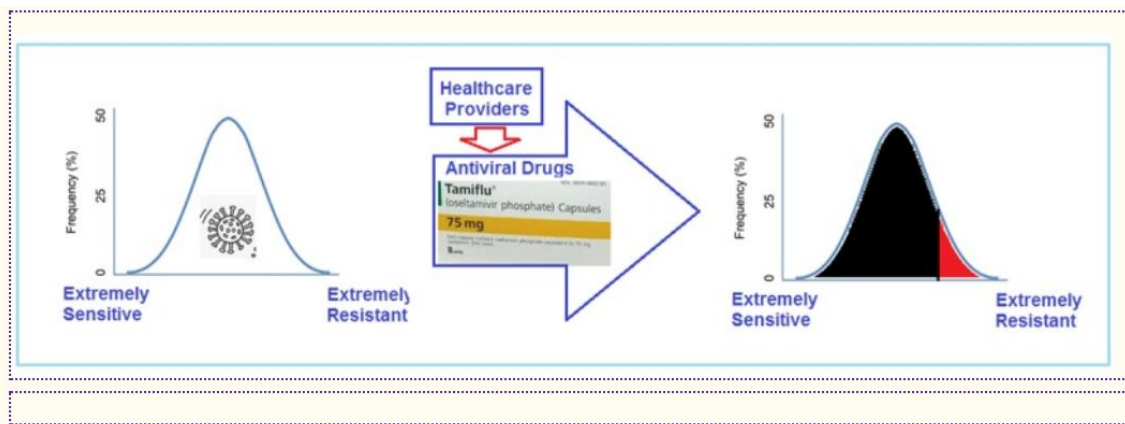 Healthcare
Providers
Antiviral Drugs
Tamiflu®
(oseltamivir phosphate) Capsules
75 mg
50
25
0
Frequency (%)
Extremely
Sensitive
Extremely
Resistant
50
25
0
Frequency (%)
Extremely
Sensitive
Extremely
Resistant